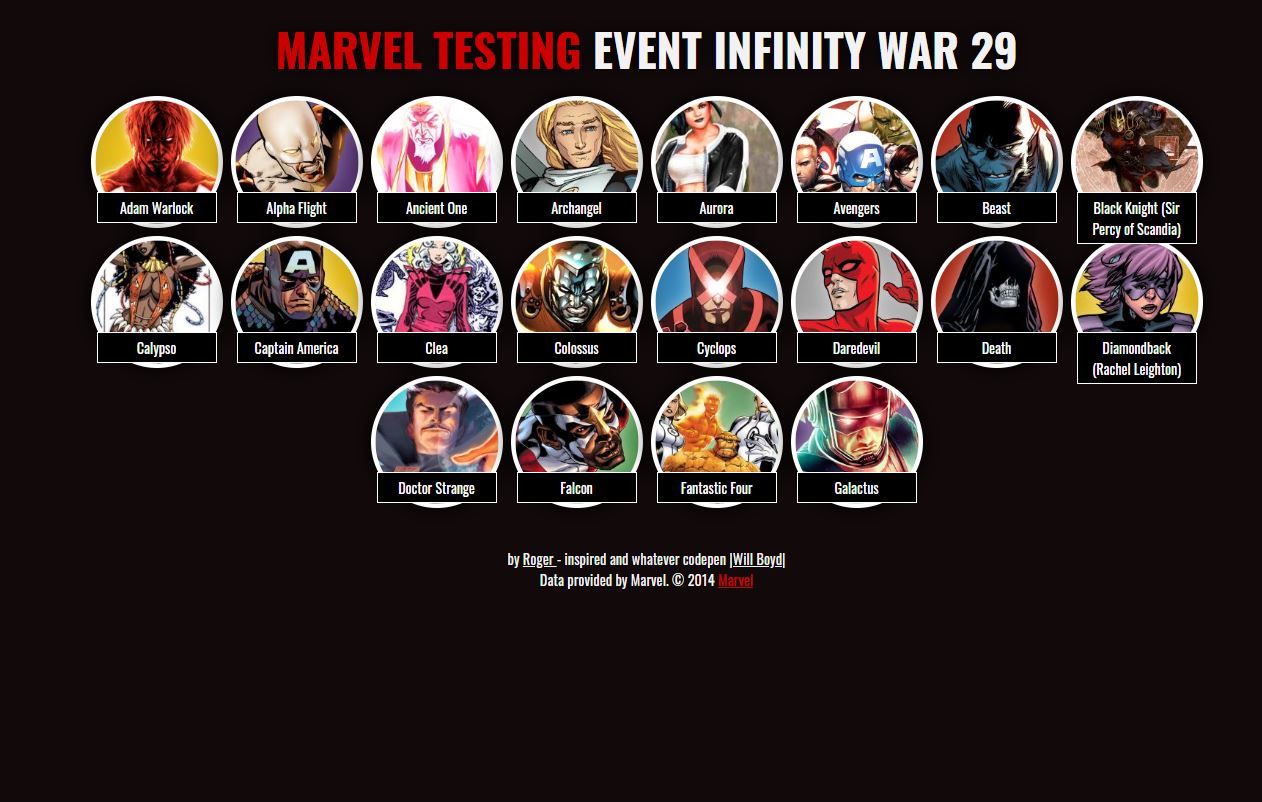 MARVEL TESTING EVENT INFINITY WAR 29
Adam Warlock
Alpha Flight
Ancient One
Archangel
Aurora
Avengers
Beast
Black Knight (Sir
Percy of Scandia)
Calypso
Captain America
Clea
Colossus
Cyclops
Daredevil
Death
Diamondback
(Rachel Leighton)
Doctor Strange
Falcon
Fantastic Four
Galactus
by Roger - inspired and whatever codepen |Will Boyd|
Data provided by Marvel. © 2014 Marvel